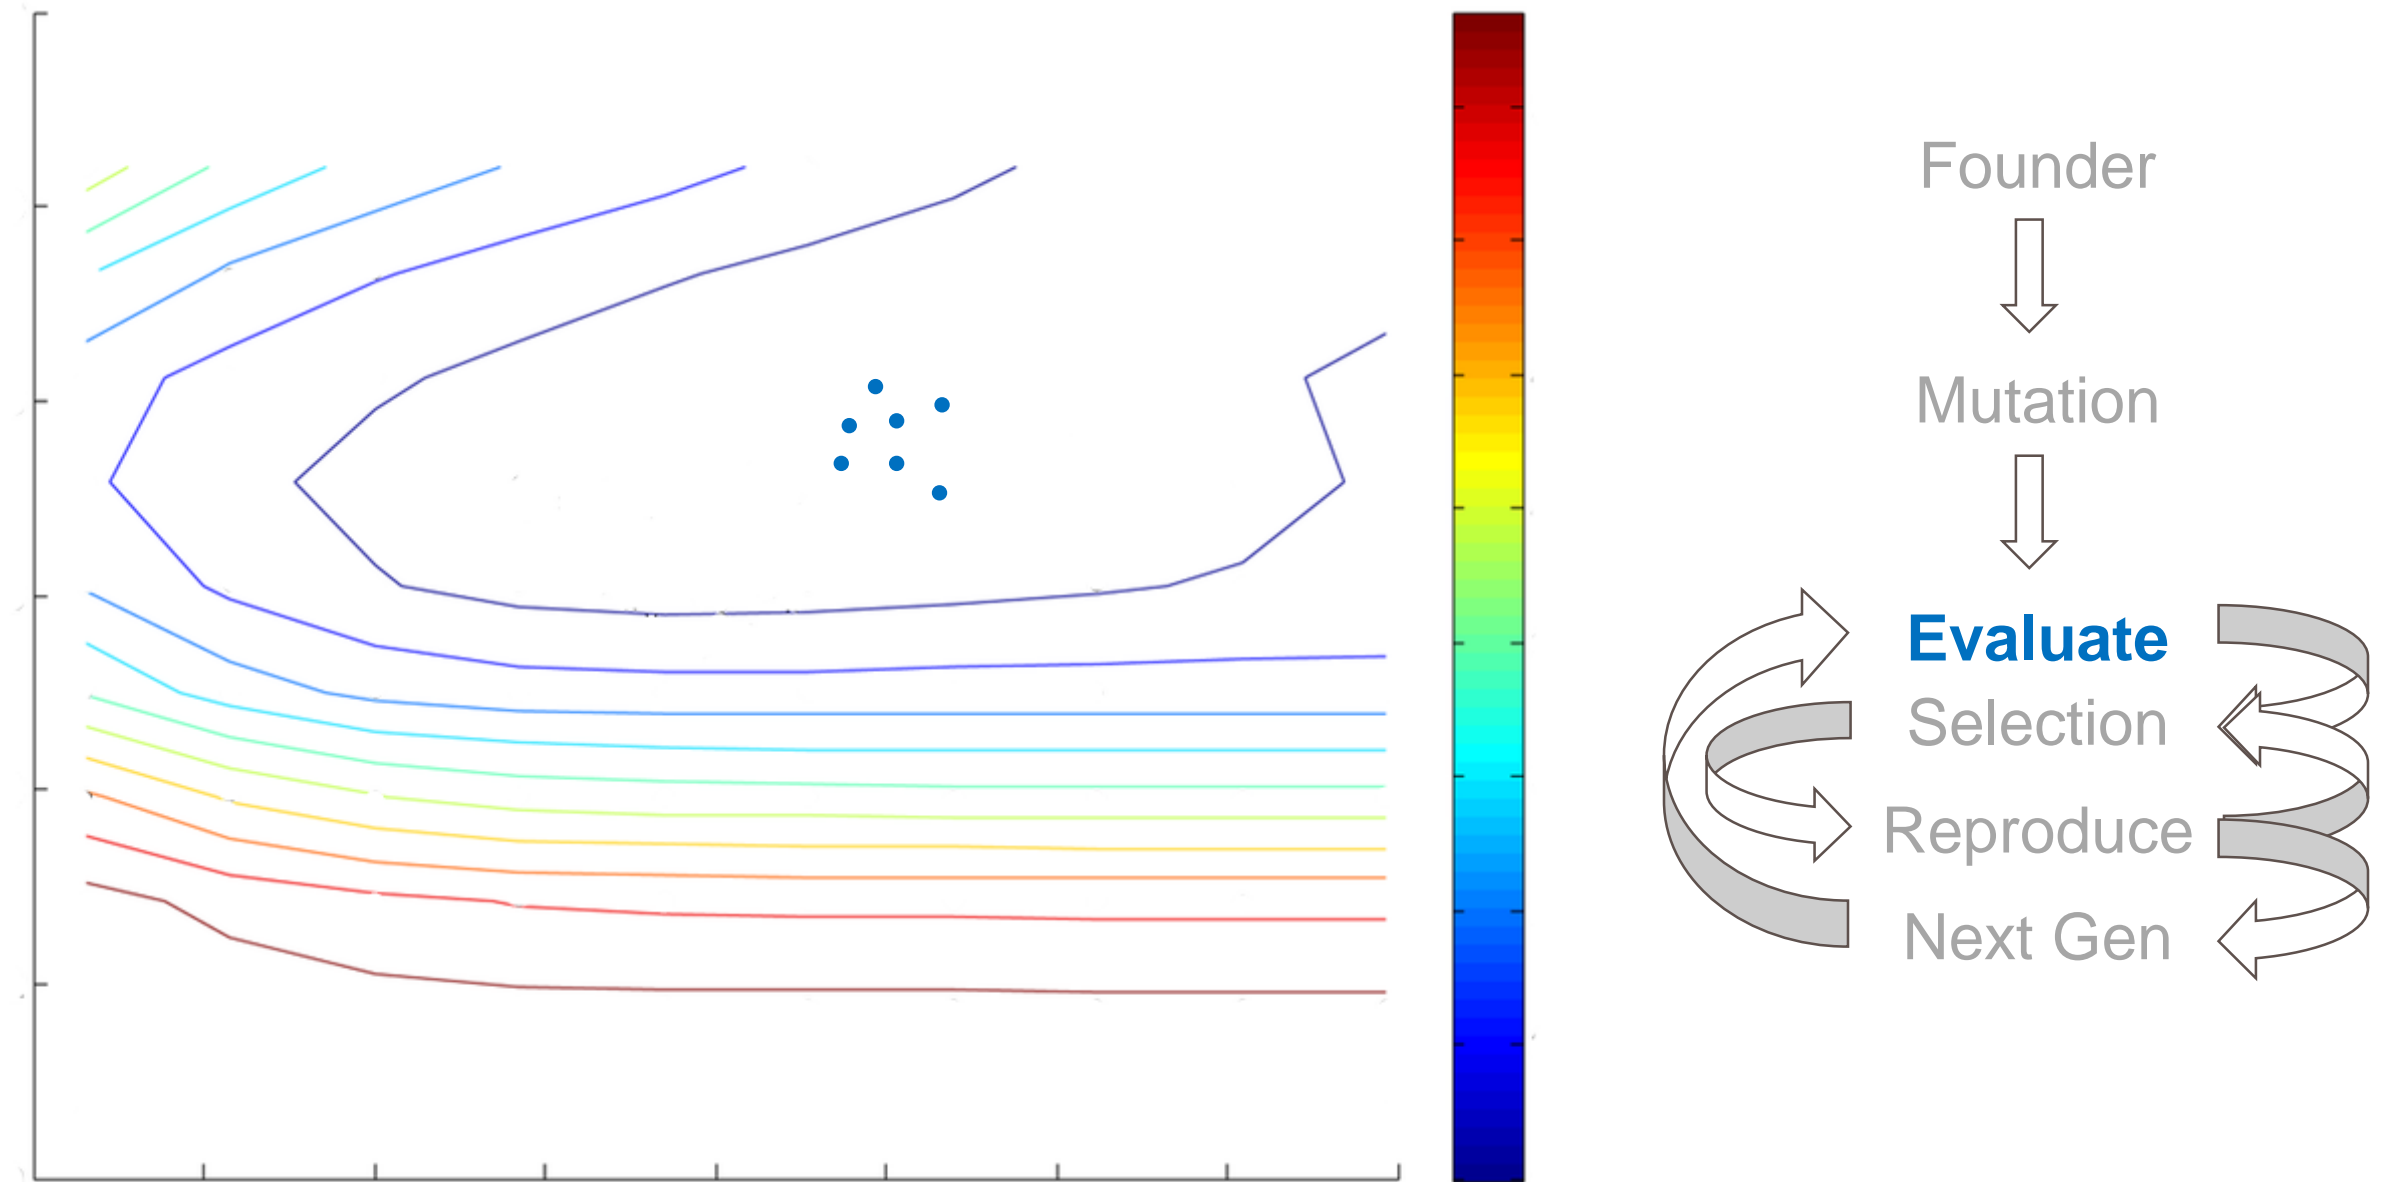 Founder
Mutation
Evaluate
Selection
Reproduce
Next Gen